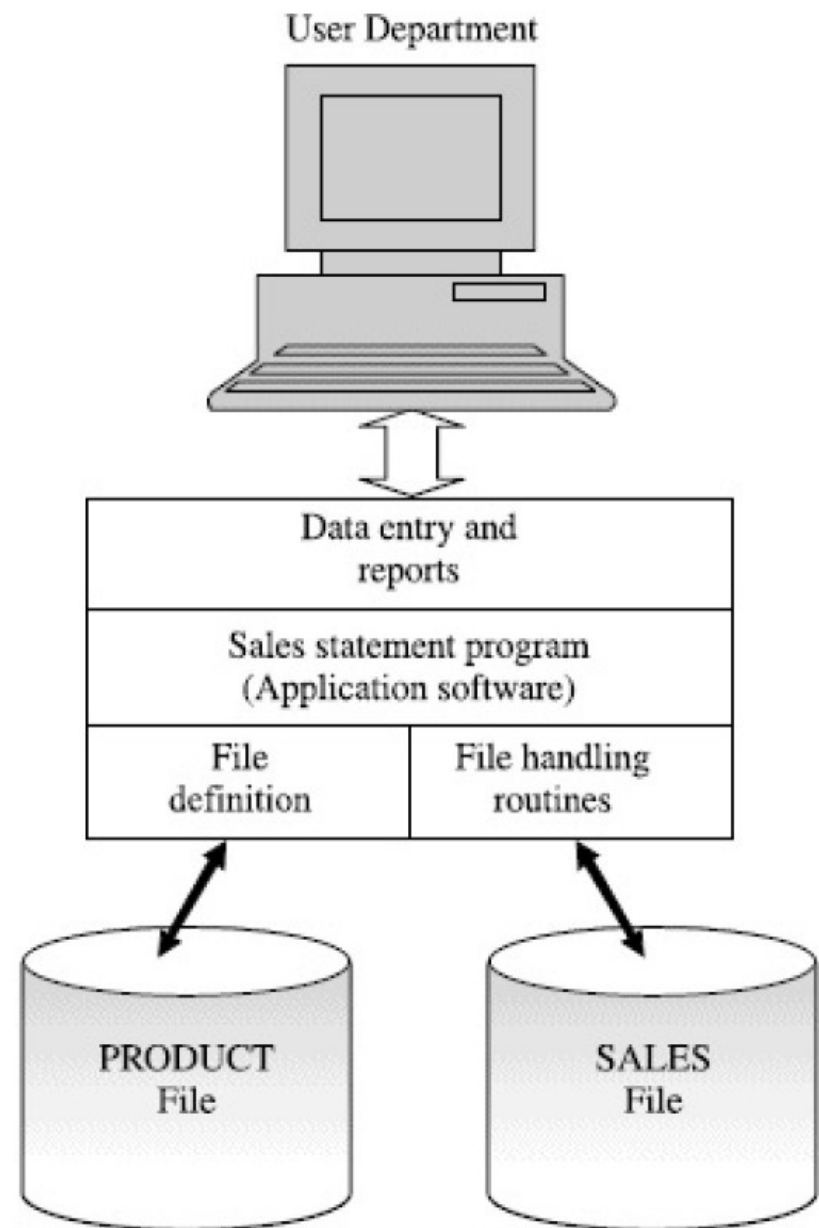 User Department
Data entry and
reports
Sales statement program
(Application software)
File
definition
File handling
routines
PRODUCT
File
SALES
File